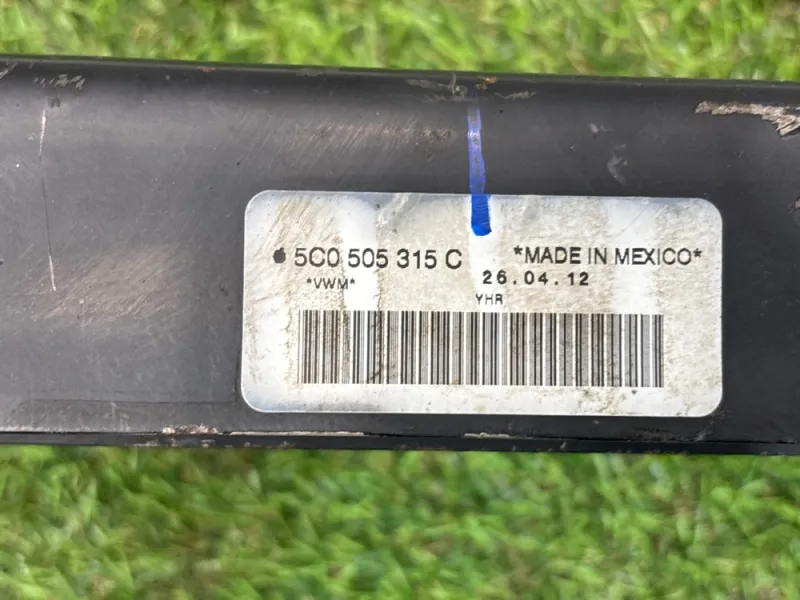 5C0 505 315 C *MADE IN MEXICO*
*VWM* 26.04.12
YHR